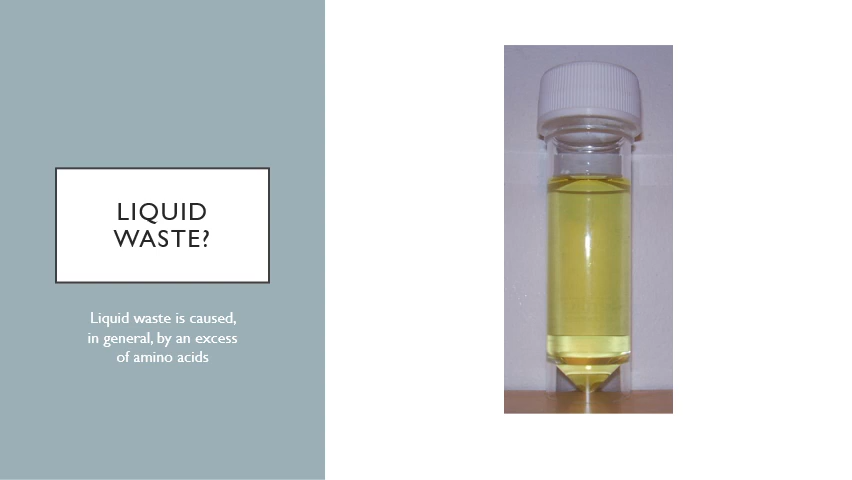 LIQUID
WASTE?
Liquid waste is caused,
in general, by an excess
of amino acids